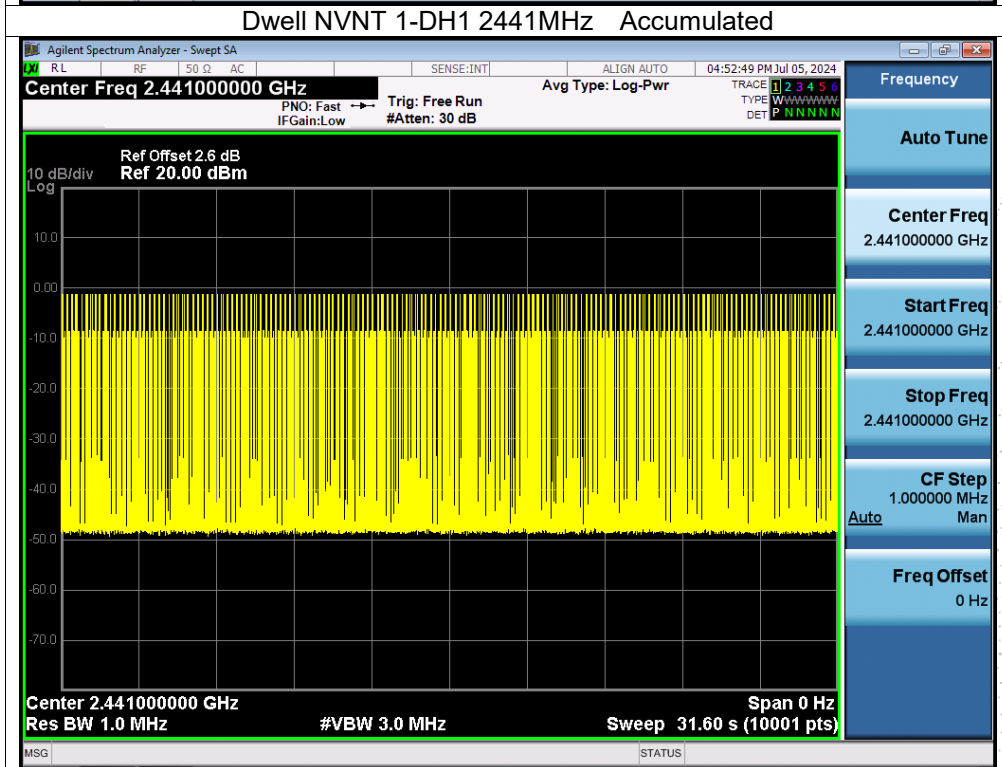 Dwell NVNT 1-DH1 2441MHz Accumulated
Agilent Spectrum Analyzer - Swept SA
LXI RL RF 50 Ω AC SENSE:INT ALIGN AUTO 04:52:49 PM Jul 05, 2024
Center Freq 2.441000000 GHz
PNO: Fast
IFGain:Low
Trig: Free Run
#Atten: 30 dB
Avg Type: Log-Pwr
TRACE 1 2 3 4 5 6
TYPE WWWWWWW
DET P N N N N N
Ref Offset 2.6 dB
10 dB/div Ref 20.00 dBm
Log
10.0
0.00
-10.0
-20.0
-30.0
-40.0
-50.0
-60.0
-70.0
Center 2.441000000 GHz Span 0 Hz
Res BW 1.0 MHz #VBW 3.0 MHz Sweep 31.60 s (10001 pts)
MSG STATUS
Frequency
Auto Tune
Center Freq
2.441000000 GHz
Start Freq
2.441000000 GHz
Stop Freq
2.441000000 GHz
CF Step
1.000000 MHz
Auto Man
Freq Offset
0 Hz